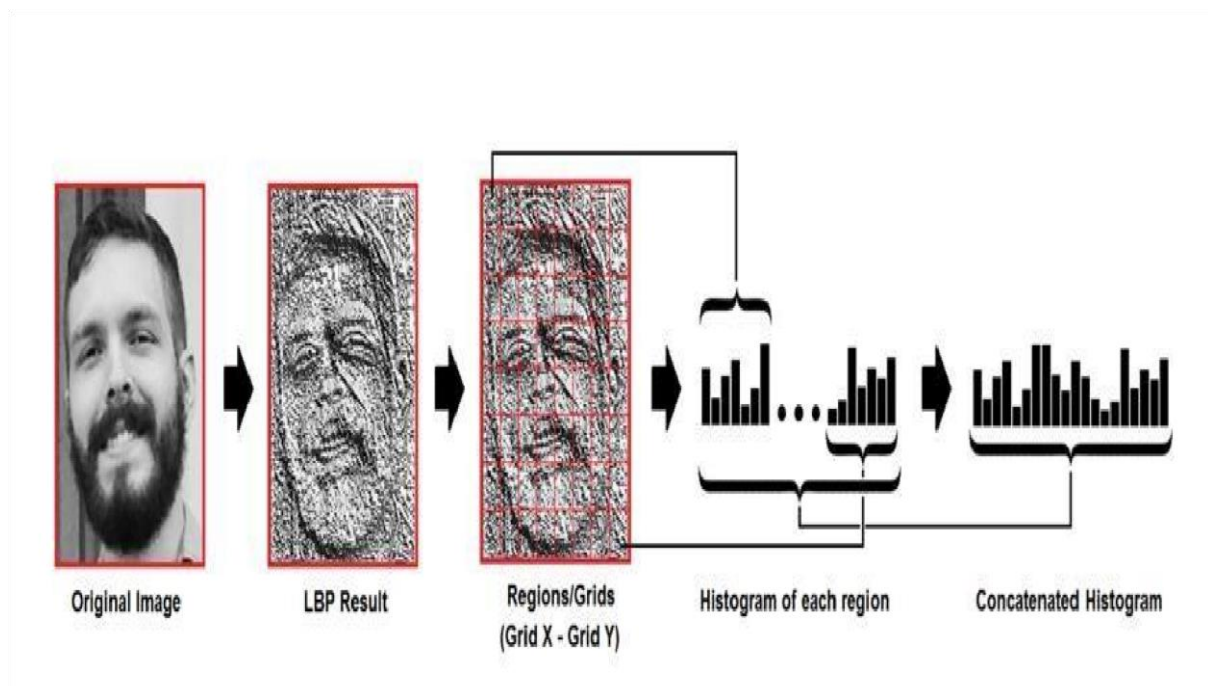 Original Image
LBP Result
Regions/Grids
(Grid X - Grid Y)
Histogram of each region
Concatenated Histogram